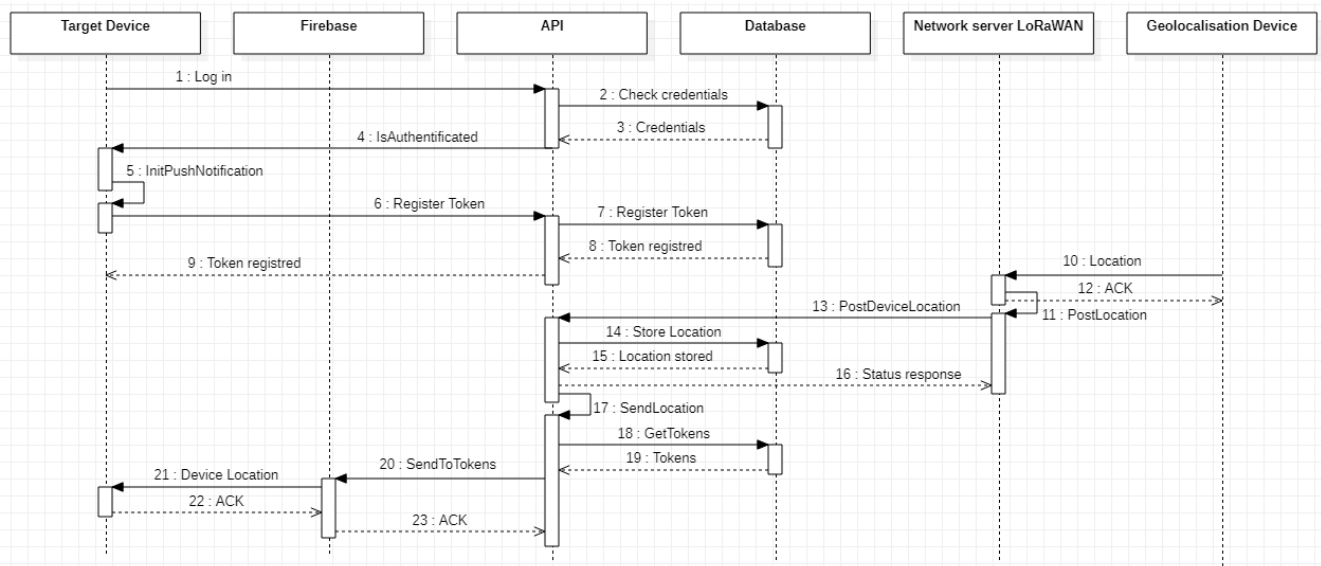 Target Device
Firebase
API
Database
Network server LoRaWAN
Geolocalisation Device
1 : Log in
2 : Check credentials
3 : Credentials
4 : IsAuthentificated
5 : InitPushNotification
6 : Register Token
7 : Register Token
8 : Token registred
9 : Token registred
10 : Location
12 : ACK
13 : PostDeviceLocation
11 : PostLocation
14 : Store Location
15 : Location stored
16 : Status response
17 : SendLocation
18 : GetTokens
19 : Tokens
20 : SendToTokens
21 : Device Location
22 : ACK
23 : ACK